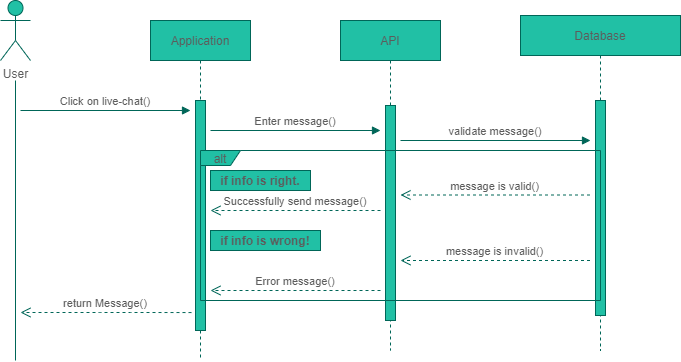 Application
API
Database
User
Click on live-chat()
Enter message()
validate message()
alt
if info is right.
message is valid()
Successfully send message()
if info is wrong!
message is invalid()
Error message()
return Message()